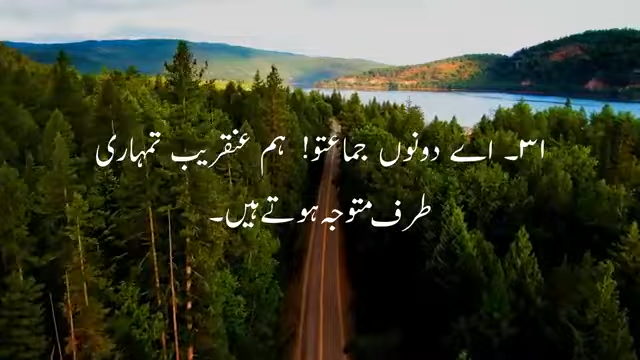 ۳۱۔ اے دونوں جماعتو! ہم عنقریب تمہاری
طرف متوجہ ہوتے ہیں۔